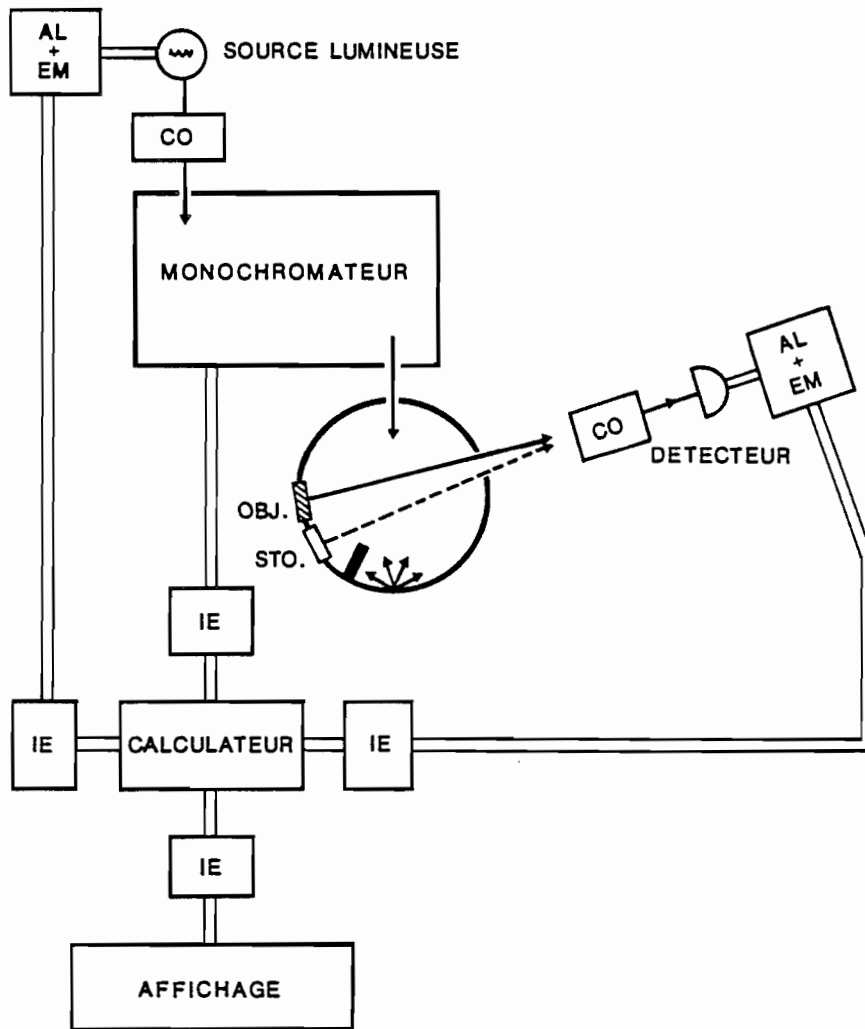 AL
+
EM
SOURCE LUMINEUSE
CO
MONOCHROMATEUR
AL
+
EM
CO
DETECTEUR
OBJ.
STO.
IE
IE
CALCULATEUR
IE
IE
AFFICHAGE